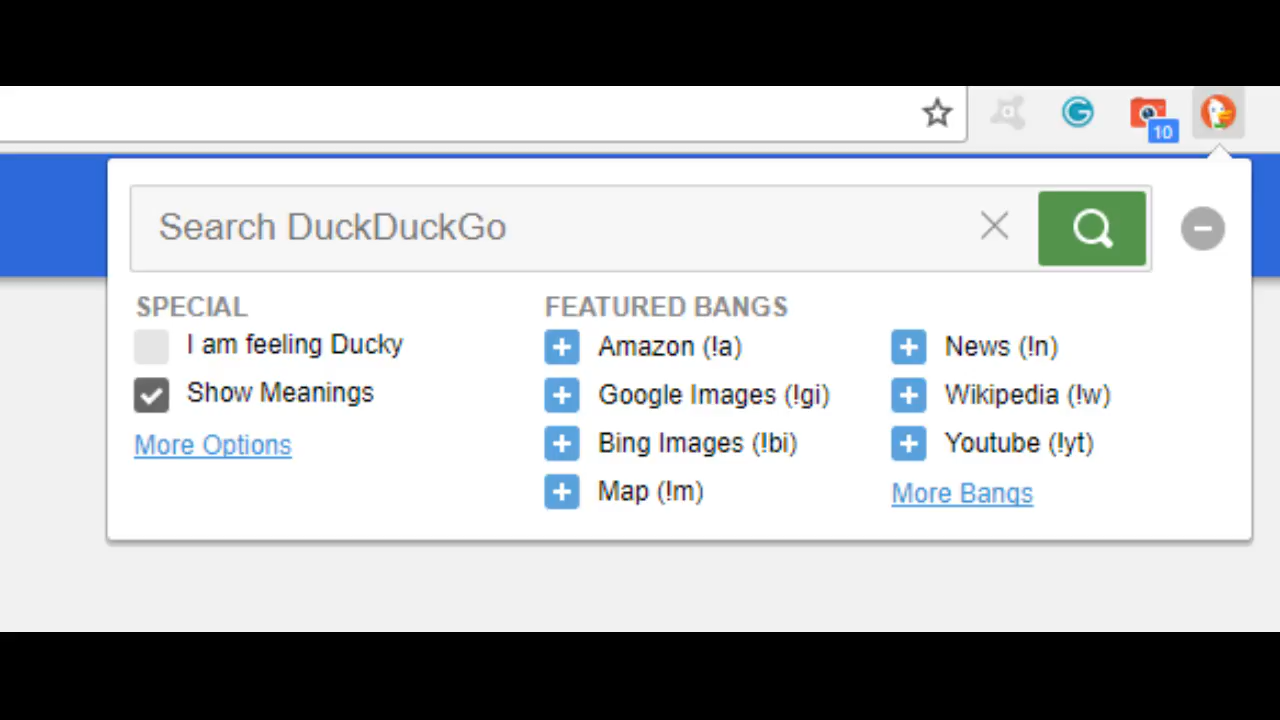 10
Search DuckDuckGo
SPECIAL
I am feeling Ducky
Show Meanings
More Options
FEATURED BANGS
Amazon (!a)
Google Images (!gi)
Bing Images (!bi)
Map (!m)
News (!n)
Wikipedia (!w)
Youtube (!yt)
More Bangs